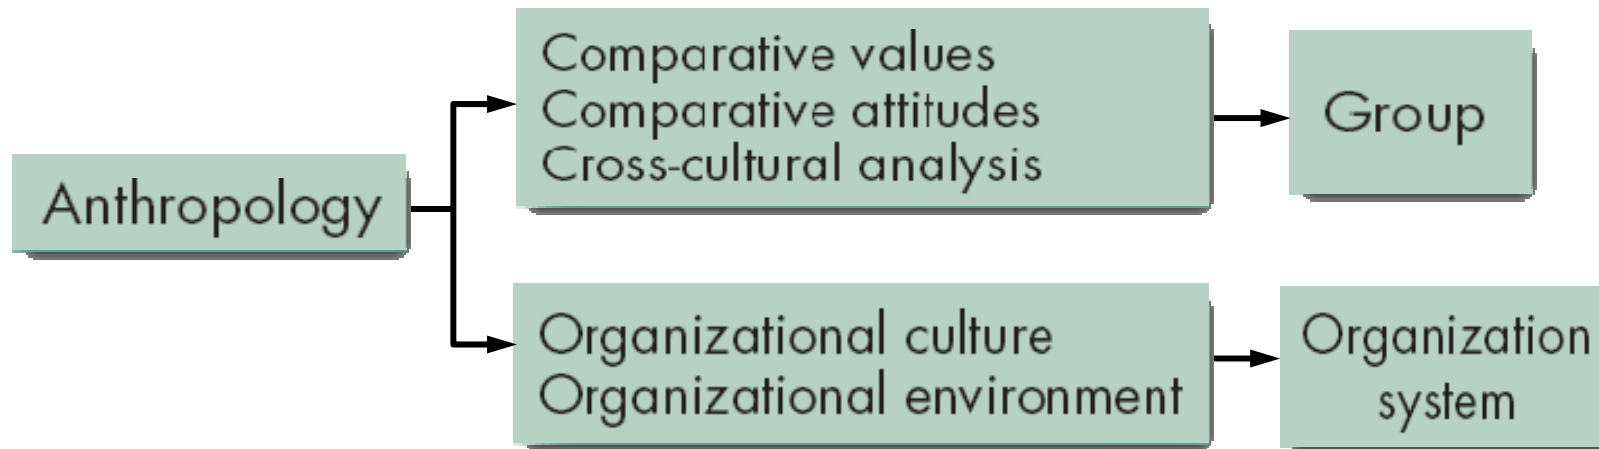 Anthropology
Comparative values
Comparative attitudes
Cross-cultural analysis
Group
Organizational culture
Organizational environment
Organization
system